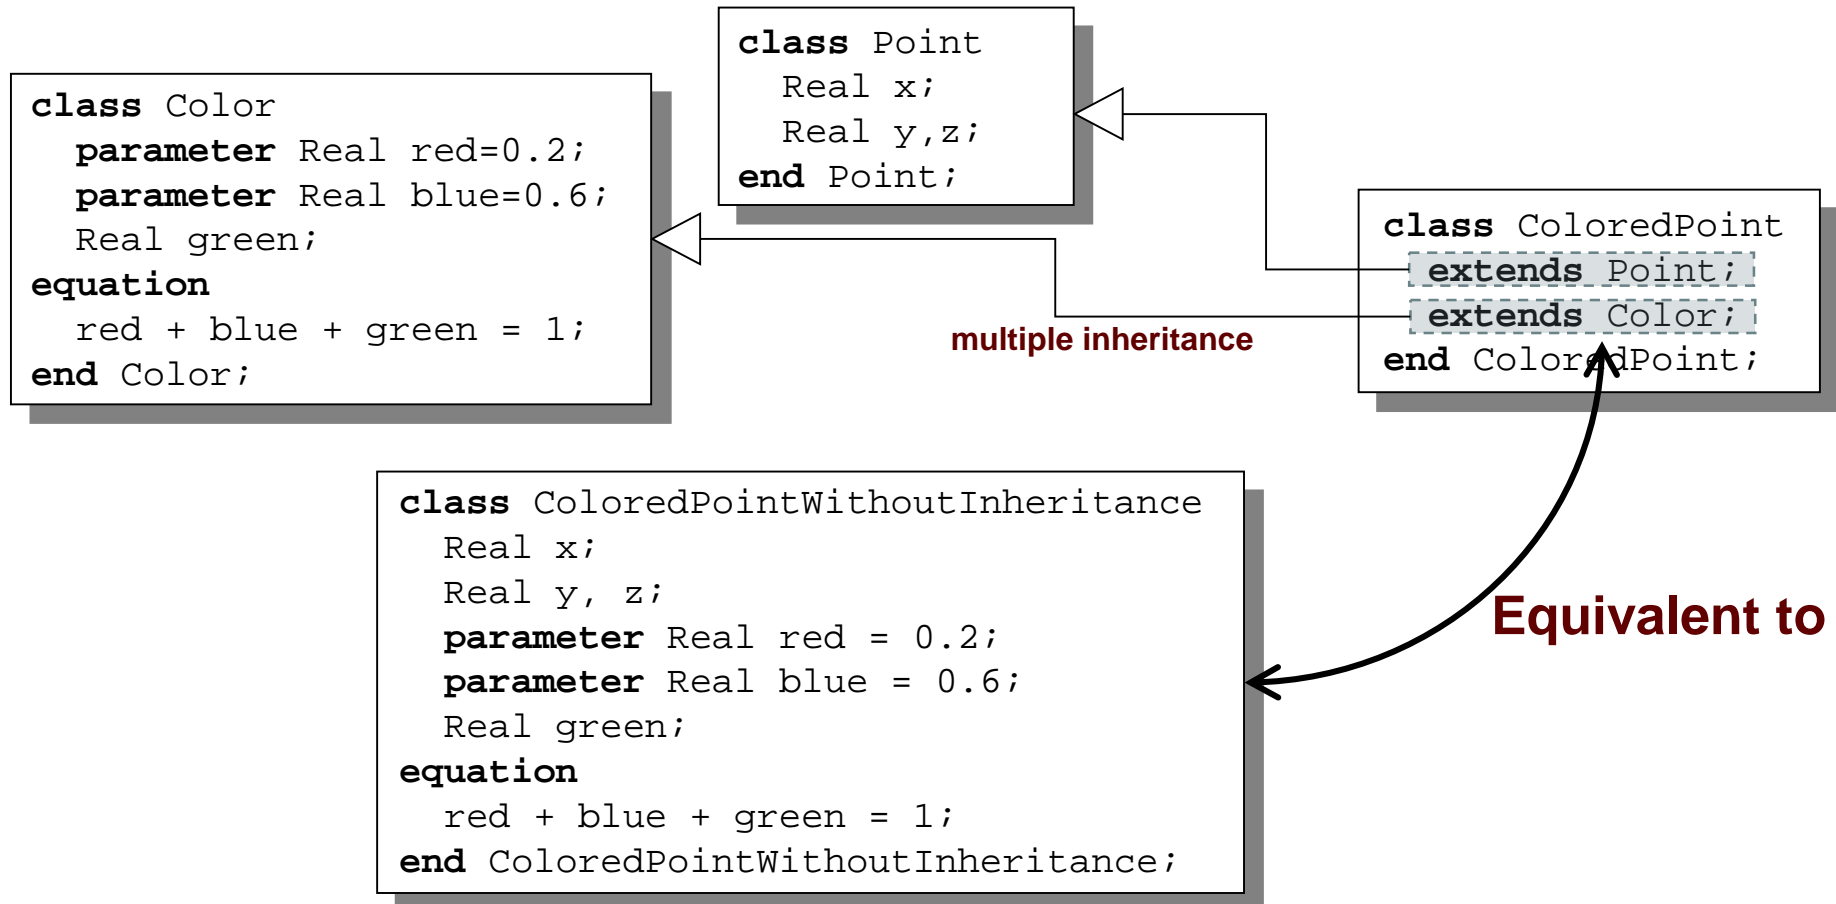 class Color
parameter Real red=0.2;
parameter Real blue=0.6;
Real green;
equation
red + blue + green = 1;
end Color;
class Point
Real x;
Real y,z;
end Point;
class ColoredPoint
extends Point;
extends Color;
end ColoredPoint;
multiple inheritance
class ColoredPointWithoutInheritance
Real x;
Real y, z;
parameter Real red = 0.2;
parameter Real blue = 0.6;
Real green;
equation
red + blue + green = 1;
end ColoredPointWithoutInheritance;
Equivalent to